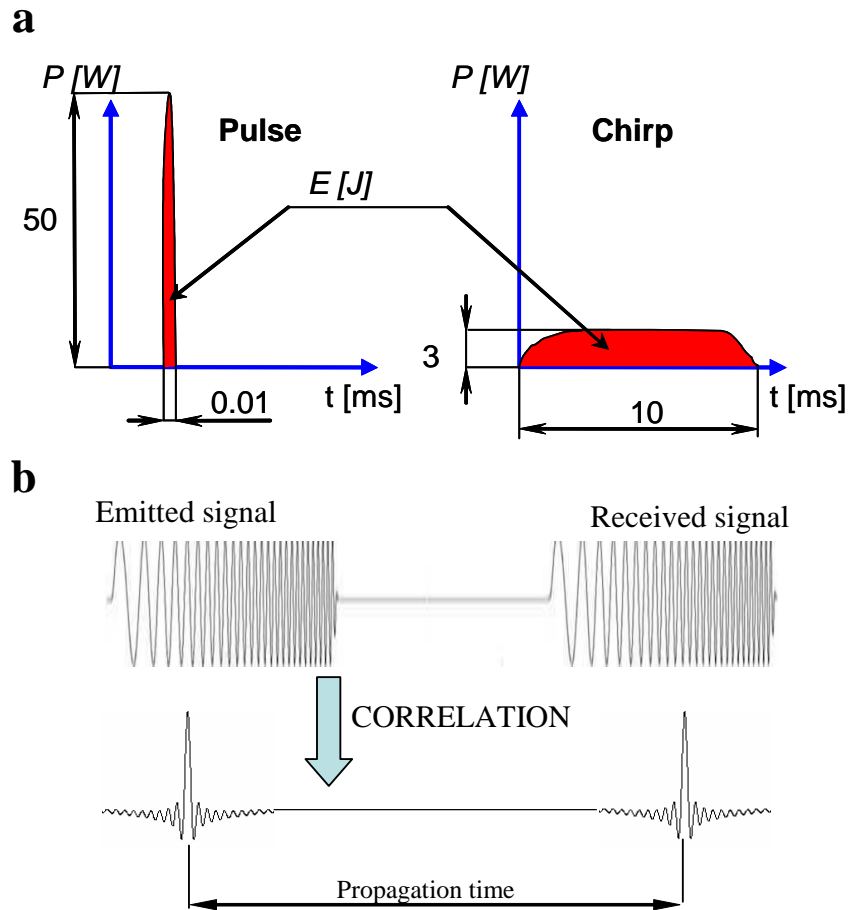 a
P [W]
P [W]
Pulse
Chirp
E [J]
50
3
0.01
t [ms]
10
t [ms]
b
Emitted signal
Received signal
CORRELATION
Propagation time